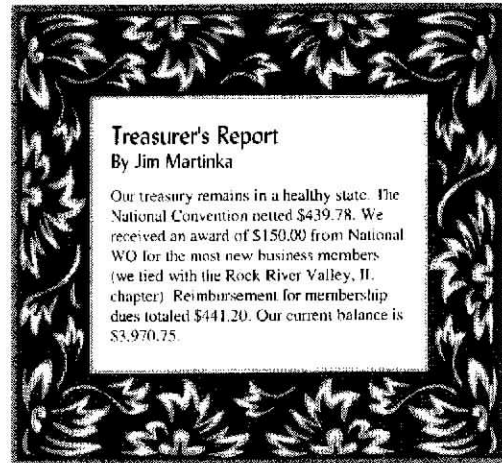 Treasurer's Report
By Jim Martinka
Our treasury remains in a healthy state. The
National Convention netted $439.78. We
received an award of $150.00 from National
WO for the most new business members
(we tied with the Rock River Valley, IL
chapter). Reimbursement for membership
dues totaled $441.20. Our current balance is
$3,970.75.